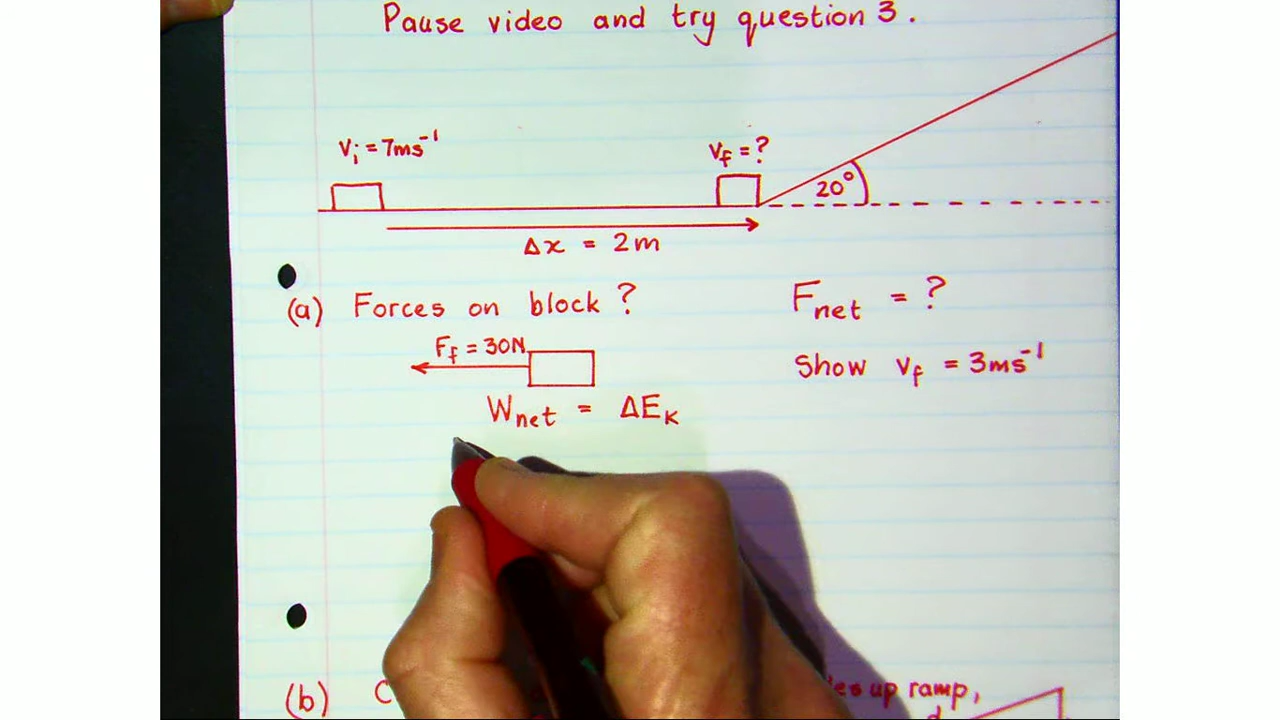 Pause video and try question 3.
Vi = 7ms⁻¹
Vf = ?
20°
Δx = 2m
(a) Forces on block ?
Fnet = ?
Ff = 30N
Show vf = 3ms⁻¹
Wnet = ΔEK
(b)
up ramp,